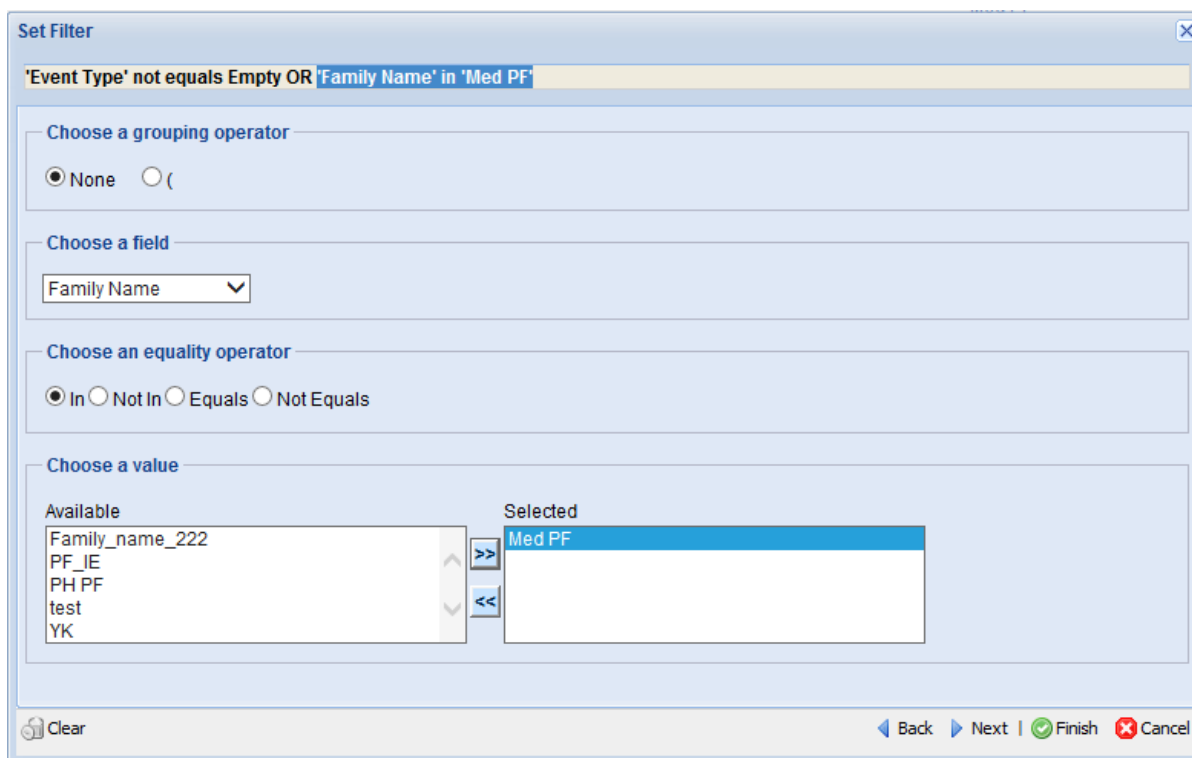 Set Filter
'Event Type' not equals Empty OR 'Family Name' in 'Med PF'
Choose a grouping operator
None (
Choose a field
Family Name
Choose an equality operator
In Not In Equals Not Equals
Choose a value
Available Selected
Family_name_222 >> Med PF
PF_IE
PH PF
test <<
YK
Clear Back Next | Finish Cancel